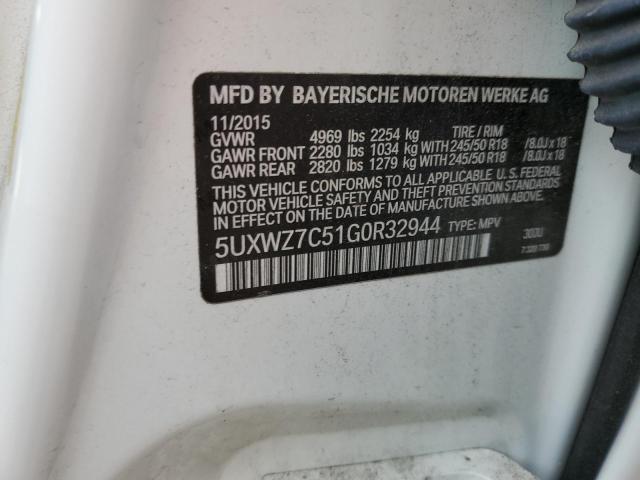 MFD BY BAYERISCHE MOTOREN WERKE AG
11/2015
GVWR 4969 lbs 2254 kg TIRE / RIM
GAWR FRONT 2280 lbs 1034 kg WITH 245/50 R18 /8.0J x 18
GAWR REAR 2820 lbs 1279 kg WITH 245/50 R18 /8.0J x 18
THIS VEHICLE CONFORMS TO ALL APPLICABLE U. S. FEDERAL
MOTOR VEHICLE SAFETY AND THEFT PREVENTION STANDARDS
IN EFFECT ON THE DATE OF MANUFACTURE SHOWN ABOVE.
5UXWZ7C51G0R32944 TYPE: MPV